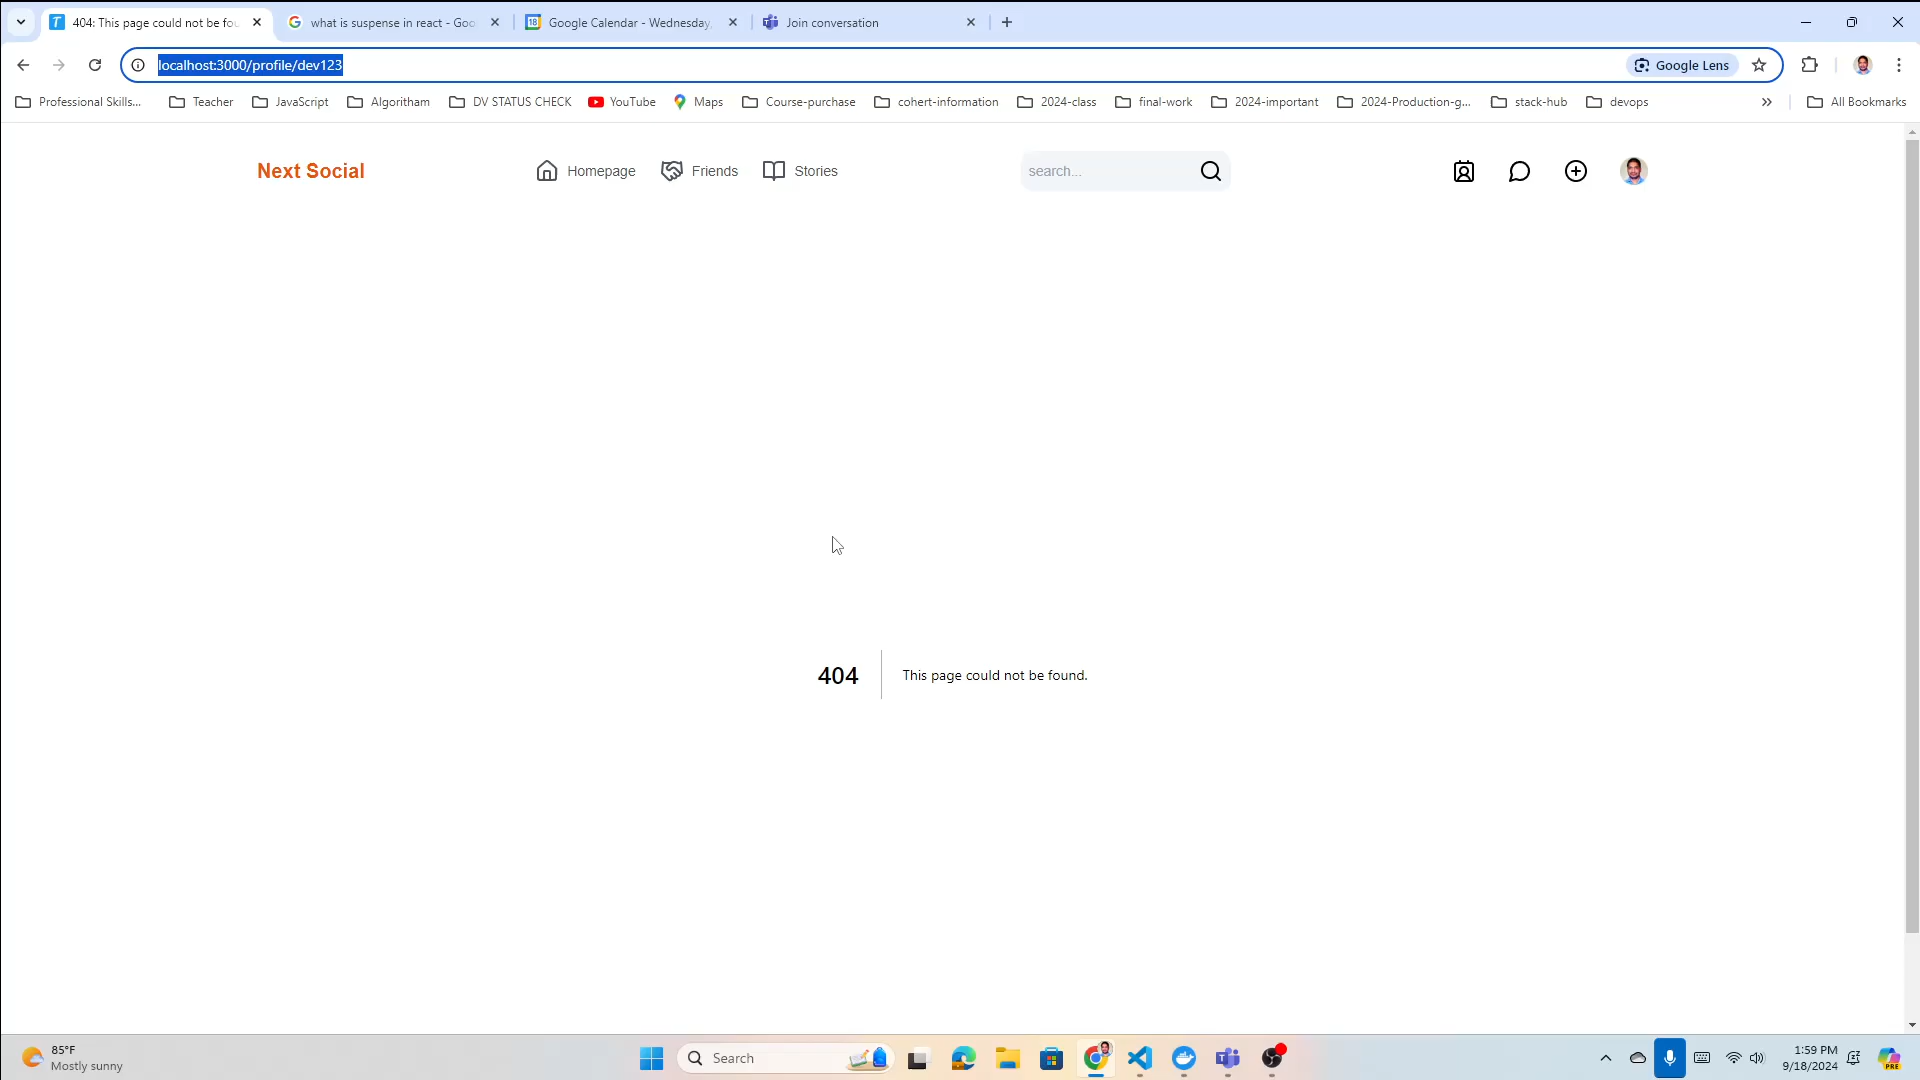 404: This page could not be fou
what is suspense in react - Goo
Google Calendar - Wednesday,
Join conversation
localhost:3000/profile/dev123
Google Lens
Professional Skills...
Teacher
JavaScript
Algoritham
DV STATUS CHECK
YouTube
Maps
Course-purchase
cohert-information
2024-class
final-work
2024-important
2024-Production-g...
stack-hub
devops
All Bookmarks
Next Social
Homepage
Friends
Stories
search...
404
This page could not be found.
85°F
Mostly sunny
Search
1:59 PM
9/18/2024